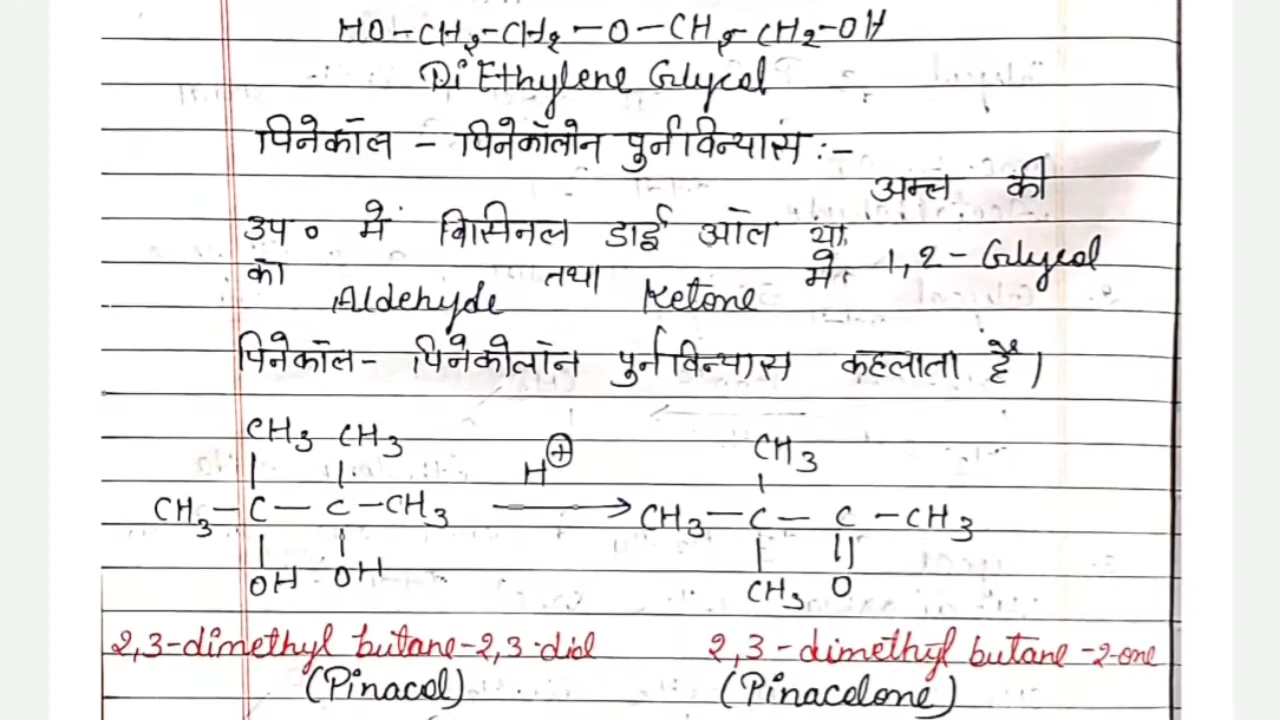 HO-CH2-CH2-O-CH2-CH2-OH
Di Ethylene Glycol
पिनेकॉल - पिनेकॉलोन पुर्नविन्यास :-
अम्ल की
उप० में विसिनल डाई ऑल या 1,2-Glycol
को Aldehyde तथा Ketone में
पिनेकॉल- पिनेकोलॉन पुर्नविन्यास कहलाता है।
CH3 CH3
CH3
H⊕
CH3-C-C-CH3 → CH3-C-C-CH3
OH OH
CH3 O
2,3-dimethyl butane-2,3-diol
2,3-dimethyl butane-2-one
(Pinacol)
(Pinacolone)